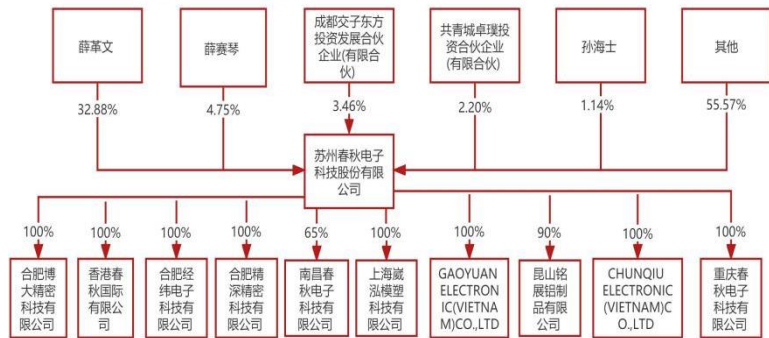 薛革文
薛赛琴
成都交子东方
投资发展合伙
企业(有限合
伙)
共青城卓璞投
资合伙企业
(有限合伙)
孙海士
其他
32.88%
4.75%
3.46%
2.20%
1.14%
55.57%
苏州春秋电子
科技股份有限
公司
100%
100%
100%
100%
65%
100%
100%
90%
100%
100%
合肥博
大精密
科技有
限公司
香港春
秋国际
有限公
司
合肥经
纬电子
科技有
限公司
合肥精
深精密
科技有
限公司
南昌春
秋电子
科技有
限公司
上海崴
泓模塑
科技有
限公司
GAOYUAN
ELECTRON
IC(VIETNA
M)CO.,LTD
昆山铭
展铝制
品有限
公司
CHUNQIU
ELECTRONIC
(VIETNAM)C
O.,LTD
重庆春
秋电子
科技有
限公司